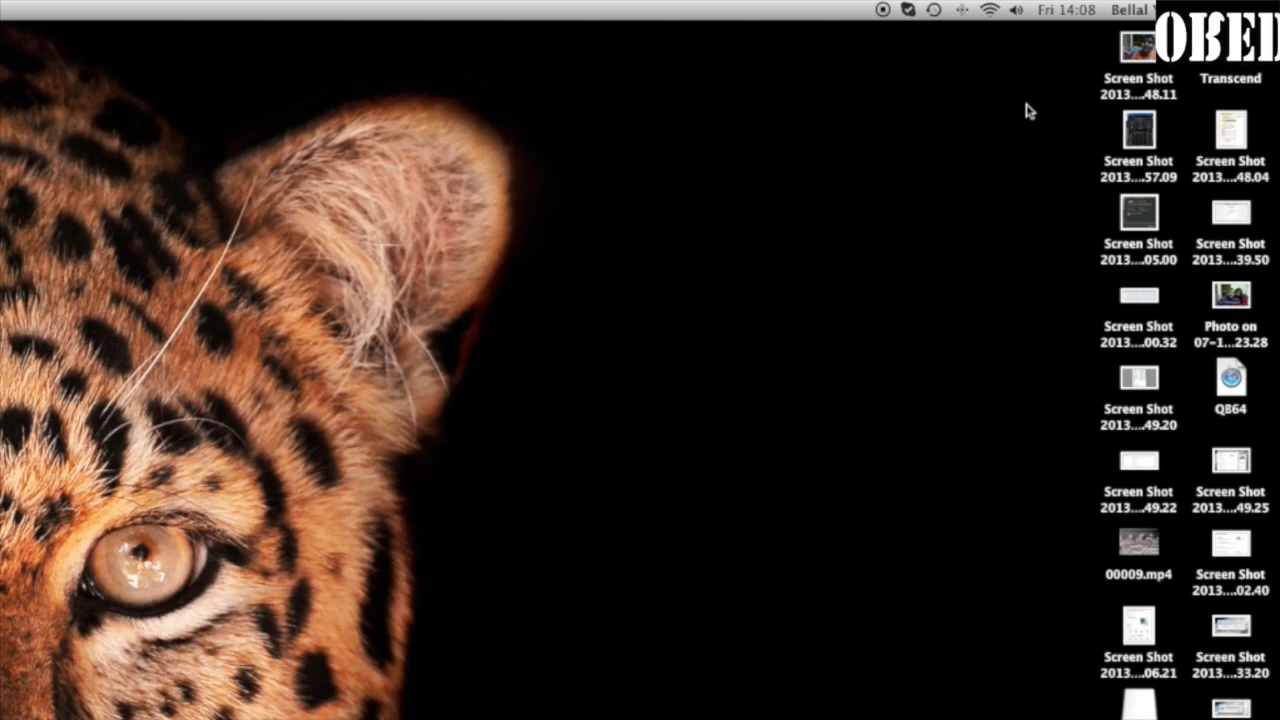 Fri 14:08 Bellal
OBED
Screen Shot
2013....48.11
Transcend
Screen Shot
2013....57.09
Screen Shot
2013....48.04
Screen Shot
2013....05.00
Screen Shot
2013....39.50
Screen Shot
2013....00.32
Photo on
07-1...23.28
Screen Shot
2013....49.20
QB64
Screen Shot
2013....49.22
Screen Shot
2013....49.25
00009.mp4
Screen Shot
2013....02.40
Screen Shot
2013....06.21
Screen Shot
2013....33.20